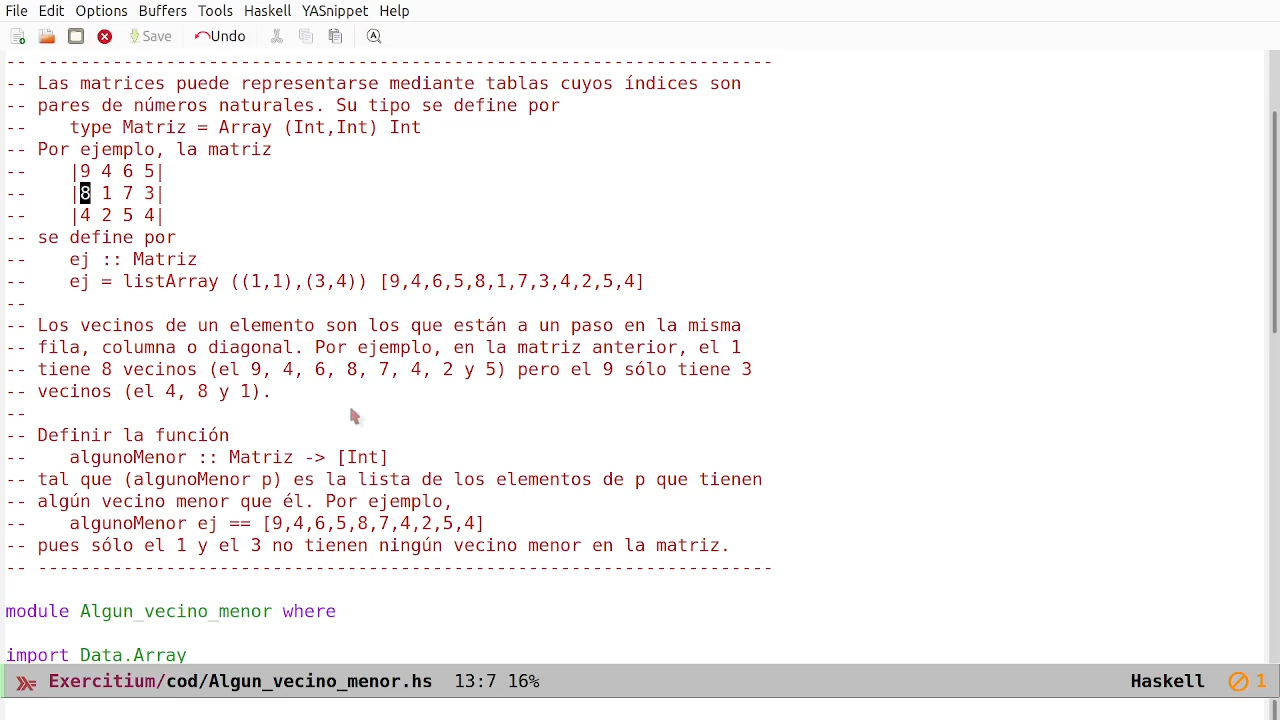 File Edit Options Buffers Tools Haskell YASnippet Help
Save Undo
-- ---------------------------------------------------------------------
-- Las matrices puede representarse mediante tablas cuyos índices son
-- pares de números naturales. Su tipo se define por
--    type Matriz = Array (Int,Int) Int
-- Por ejemplo, la matriz
--    |9 4 6 5|
--    |8 1 7 3|
--    |4 2 5 4|
-- se define por
--    ej :: Matriz
--    ej = listArray ((1,1),(3,4)) [9,4,6,5,8,1,7,3,4,2,5,4]
--
-- Los vecinos de un elemento son los que están a un paso en la misma
-- fila, columna o diagonal. Por ejemplo, en la matriz anterior, el 1
-- tiene 8 vecinos (el 9, 4, 6, 8, 7, 4, 2 y 5) pero el 9 sólo tiene 3
-- vecinos (el 4, 8 y 1).
--
-- Definir la función
--    algunoMenor :: Matriz -> [Int]
-- tal que (algunoMenor p) es la lista de los elementos de p que tienen
-- algún vecino menor que él. Por ejemplo,
--    algunoMenor ej == [9,4,6,5,8,7,4,2,5,4]
-- pues sólo el 1 y el 3 no tienen ningún vecino menor en la matriz.
-- ---------------------------------------------------------------------
module Algun_vecino_menor where
import Data.Array
Exercitium/cod/Algun_vecino_menor.hs 13:7 16% Haskell 1